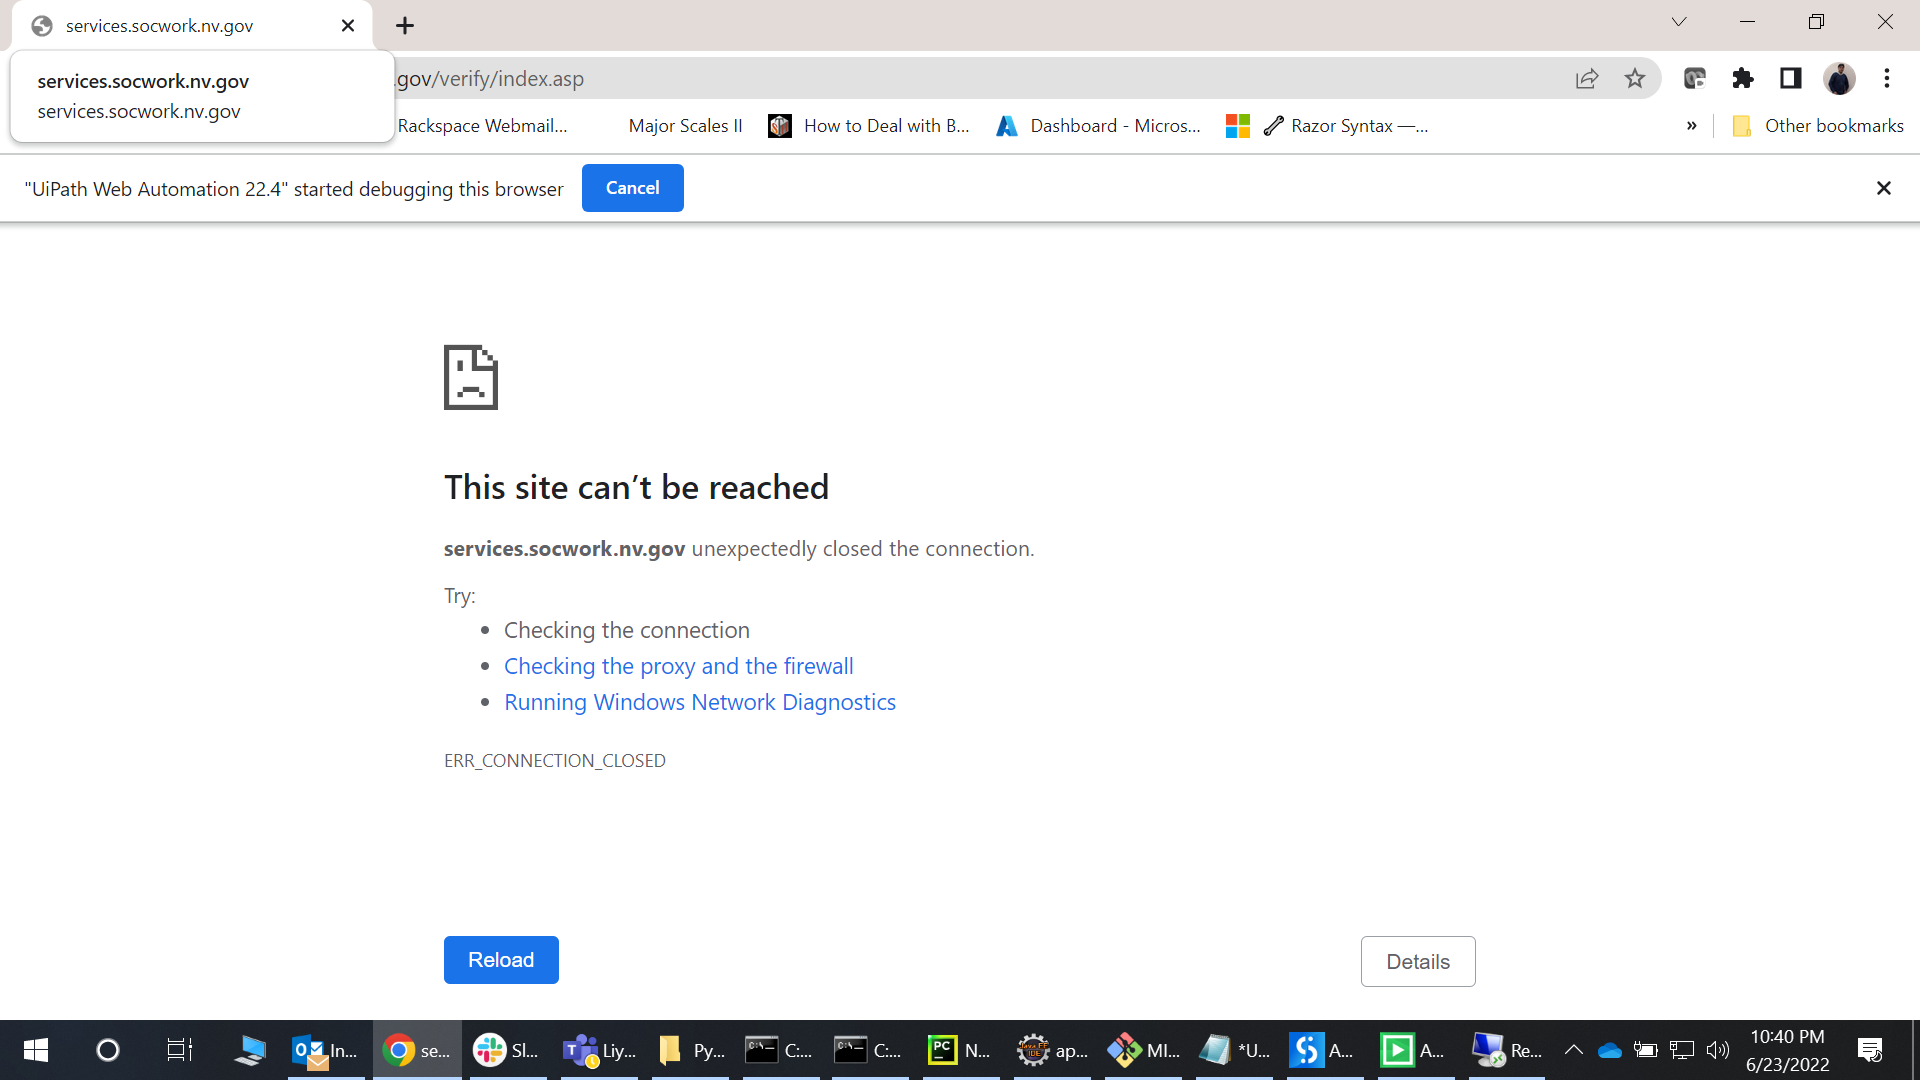 services.socwork.nv.gov
services.socwork.nv.gov
services.socwork.nv.gov
.gov/verify/index.asp
Rackspace Webmail...
Major Scales II
How to Deal with B...
Dashboard - Micros...
Razor Syntax —...
»
Other bookmarks
"UiPath Web Automation 22.4" started debugging this browser
Cancel
This site can’t be reached
services.socwork.nv.gov unexpectedly closed the connection.
Try:
• Checking the connection
• Checking the proxy and the firewall
• Running Windows Network Diagnostics
ERR_CONNECTION_CLOSED
Reload
Details
In...
se...
Sl...
Liy...
Py...
C:...
C:...
N...
ap...
MI...
*U...
A...
A...
Re...
10:40 PM
6/23/2022